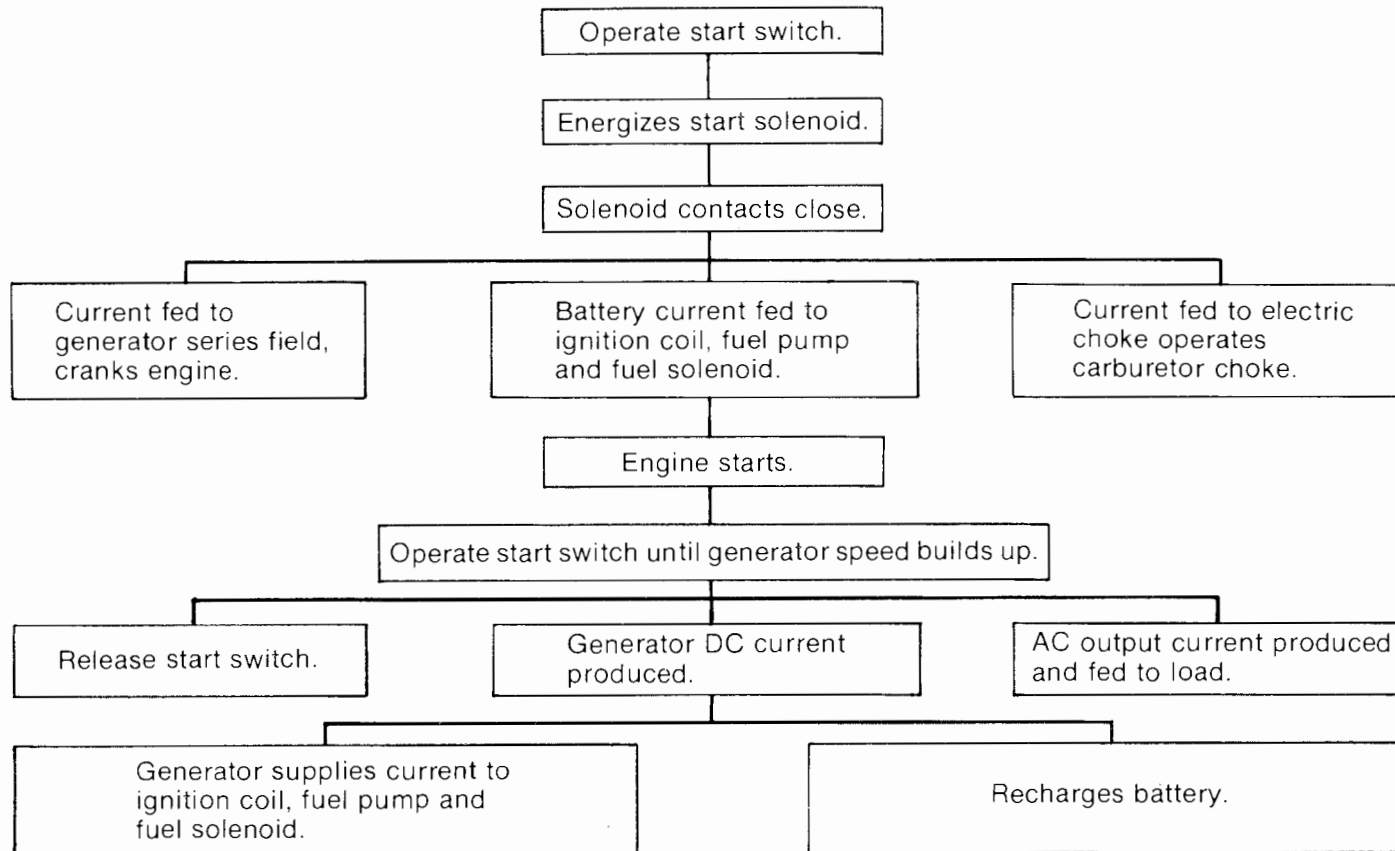 Operate start switch.
Energizes start solenoid.
Solenoid contacts close.
Current fed to
generator series field,
cranks engine.
Battery current fed to
ignition coil, fuel pump
and fuel solenoid.
Current fed to electric
choke operates
carburetor choke.
Engine starts.
Operate start switch until generator speed builds up.
Release start switch.
Generator DC current
produced.
AC output current produced
and fed to load.
Generator supplies current to
ignition coil, fuel pump and
fuel solenoid.
Recharges battery.